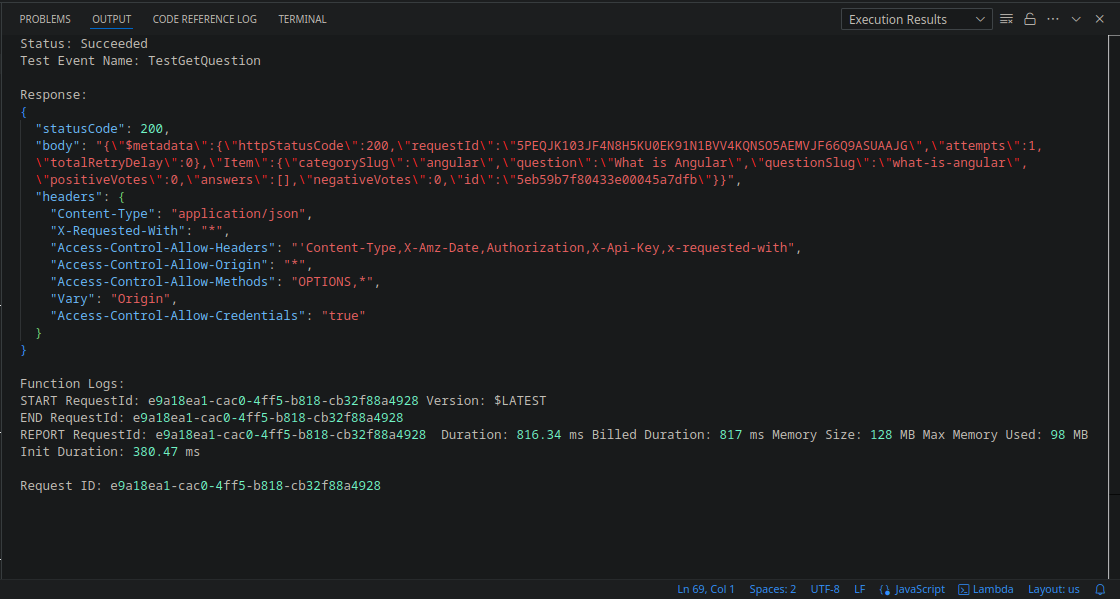 PROBLEMS OUTPUT CODE REFERENCE LOG TERMINAL Execution Results
Status: Succeeded
Test Event Name: TestGetQuestion
Response:
{
"statusCode": 200,
"body": "{\"$metadata\":{\"httpStatusCode\":200,\"requestId\":\"5PEQJK103JF4N8H5KU0EK91N1BVV4KQNSO5AEMVJF66Q9ASUAAJG\",\"attempts\":1,
\"totalRetryDelay\":0},\"Item\":{\"categorySlug\":\"angular\",\"question\":\"What is Angular\",\"questionSlug\":\"what-is-angular\",
\"positiveVotes\":0,\"answers\":[],\"negativeVotes\":0,\"id\":\"5eb59b7f80433e00045a7dfb\"}}",
"headers": {
"Content-Type": "application/json",
"X-Requested-With": "*",
"Access-Control-Allow-Headers": "'Content-Type,X-Amz-Date,Authorization,X-Api-Key,x-requested-with",
"Access-Control-Allow-Origin": "*",
"Access-Control-Allow-Methods": "OPTIONS,*",
"Vary": "Origin",
"Access-Control-Allow-Credentials": "true"
}
}
Function Logs:
START RequestId: e9a18ea1-cac0-4ff5-b818-cb32f88a4928 Version: $LATEST
END RequestId: e9a18ea1-cac0-4ff5-b818-cb32f88a4928
REPORT RequestId: e9a18ea1-cac0-4ff5-b818-cb32f88a4928 Duration: 816.34 ms Billed Duration: 817 ms Memory Size: 128 MB Max Memory Used: 98 MB
Init Duration: 380.47 ms
Request ID: e9a18ea1-cac0-4ff5-b818-cb32f88a4928
Ln 69, Col 1 Spaces: 2 UTF-8 LF JavaScript Lambda Layout: us